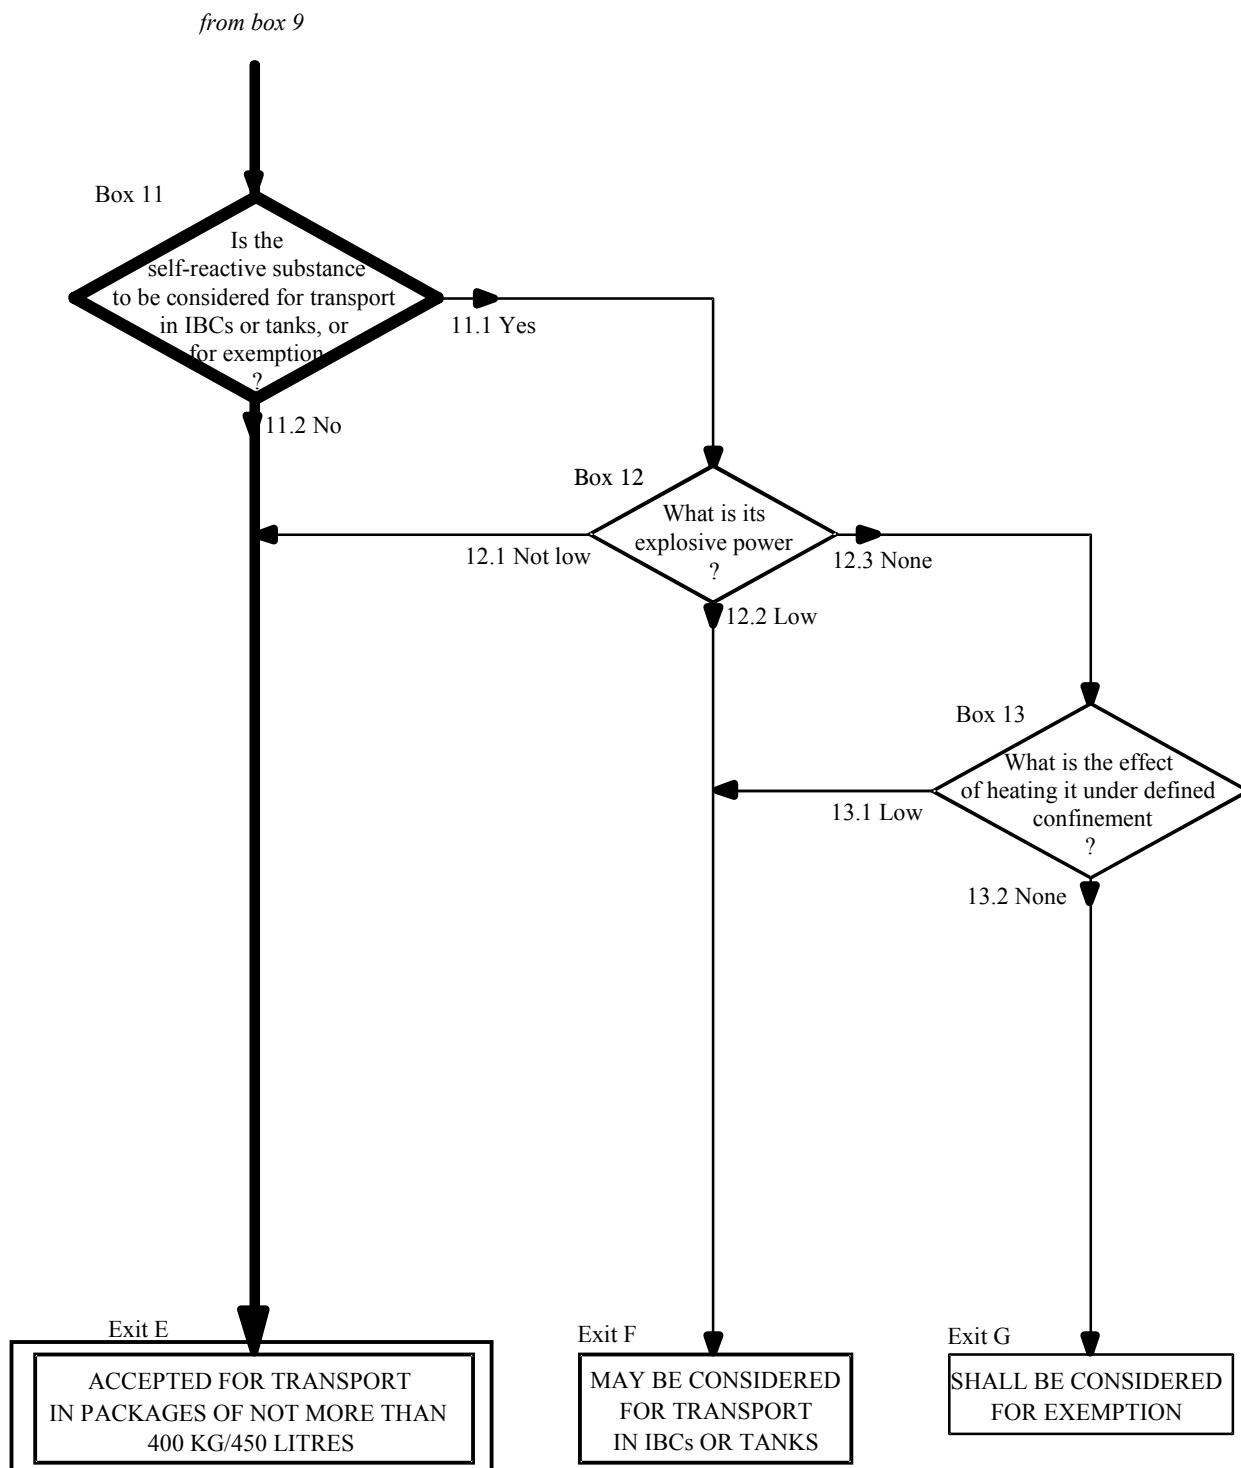 from box 9
Box 11
Is the
self-reactive substance
to be considered for transport
in IBCs or tanks, or
for exemption
?
11.1 Yes
11.2 No
Box 12
What is its
explosive power
?
12.1 Not low
12.3 None
12.2 Low
Box 13
What is the effect
of heating it under defined
confinement
?
13.1 Low
13.2 None
Exit E
ACCEPTED FOR TRANSPORT
IN PACKAGES OF NOT MORE THAN
400 KG/450 LITRES
Exit F
MAY BE CONSIDERED
FOR TRANSPORT
IN IBCs OR TANKS
Exit G
SHALL BE CONSIDERED
FOR EXEMPTION